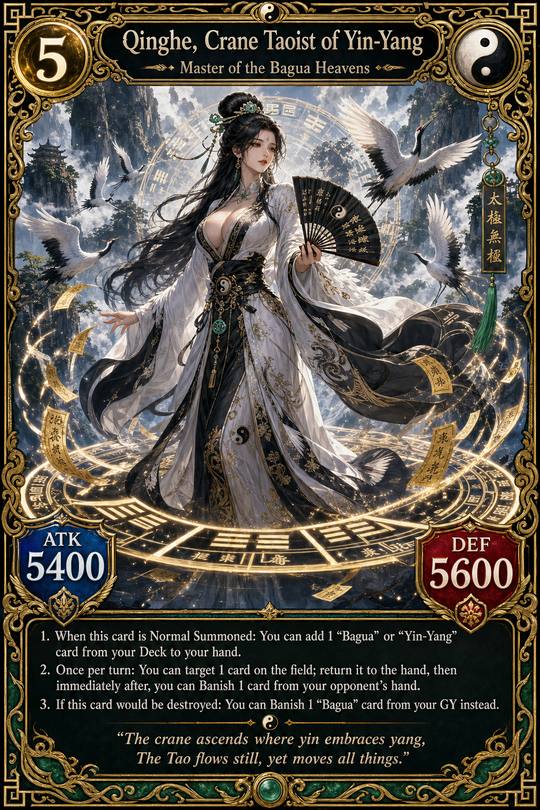 5
Qinghe, Crane Taoist of Yin-Yang
Master of the Bagua Heavens
太極無極
ATK
5400
DEF
5600
1. When this card is Normal Summoned: You can add 1 “Bagua” or “Yin-Yang”
card from your Deck to your hand.
2. Once per turn: You can target 1 card on the field; return it to the hand, then
immediately after, you can Banish 1 card from your opponent’s hand.
3. If this card would be destroyed: You can Banish 1 “Bagua” card from your GY instead.
“The crane ascends where yin embraces yang,
The Tao flows still, yet moves all things.”